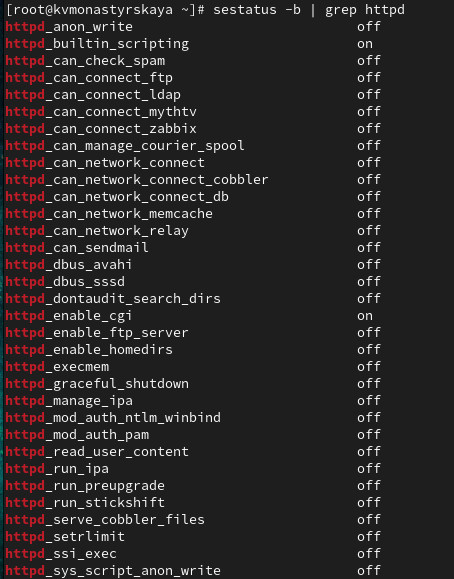 [root@kvmonastyrskaya ~]# sestatus -b | grep httpd
httpd_anon_write                            off
httpd_builtin_scripting                     on
httpd_can_check_spam                        off
httpd_can_connect_ftp                       off
httpd_can_connect_ldap                      off
httpd_can_connect_mythtv                    off
httpd_can_connect_zabbix                    off
httpd_can_manage_courier_spool              off
httpd_can_network_connect                   off
httpd_can_network_connect_cobbler           off
httpd_can_network_connect_db                off
httpd_can_network_memcache                  off
httpd_can_network_relay                     off
httpd_can_sendmail                          off
httpd_dbus_avahi                            off
httpd_dbus_sssd                             off
httpd_dontaudit_search_dirs                 off
httpd_enable_cgi                            on
httpd_enable_ftp_server                     off
httpd_enable_homedirs                       off
httpd_execmem                               off
httpd_graceful_shutdown                     off
httpd_manage_ipa                            off
httpd_mod_auth_ntlm_winbind                 off
httpd_mod_auth_pam                          off
httpd_read_user_content                     off
httpd_run_ipa                               off
httpd_run_preupgrade                        off
httpd_run_stickshift                        off
httpd_serve_cobbler_files                   off
httpd_setrlimit                             off
httpd_ssi_exec                              off
httpd_sys_script_anon_write                 off